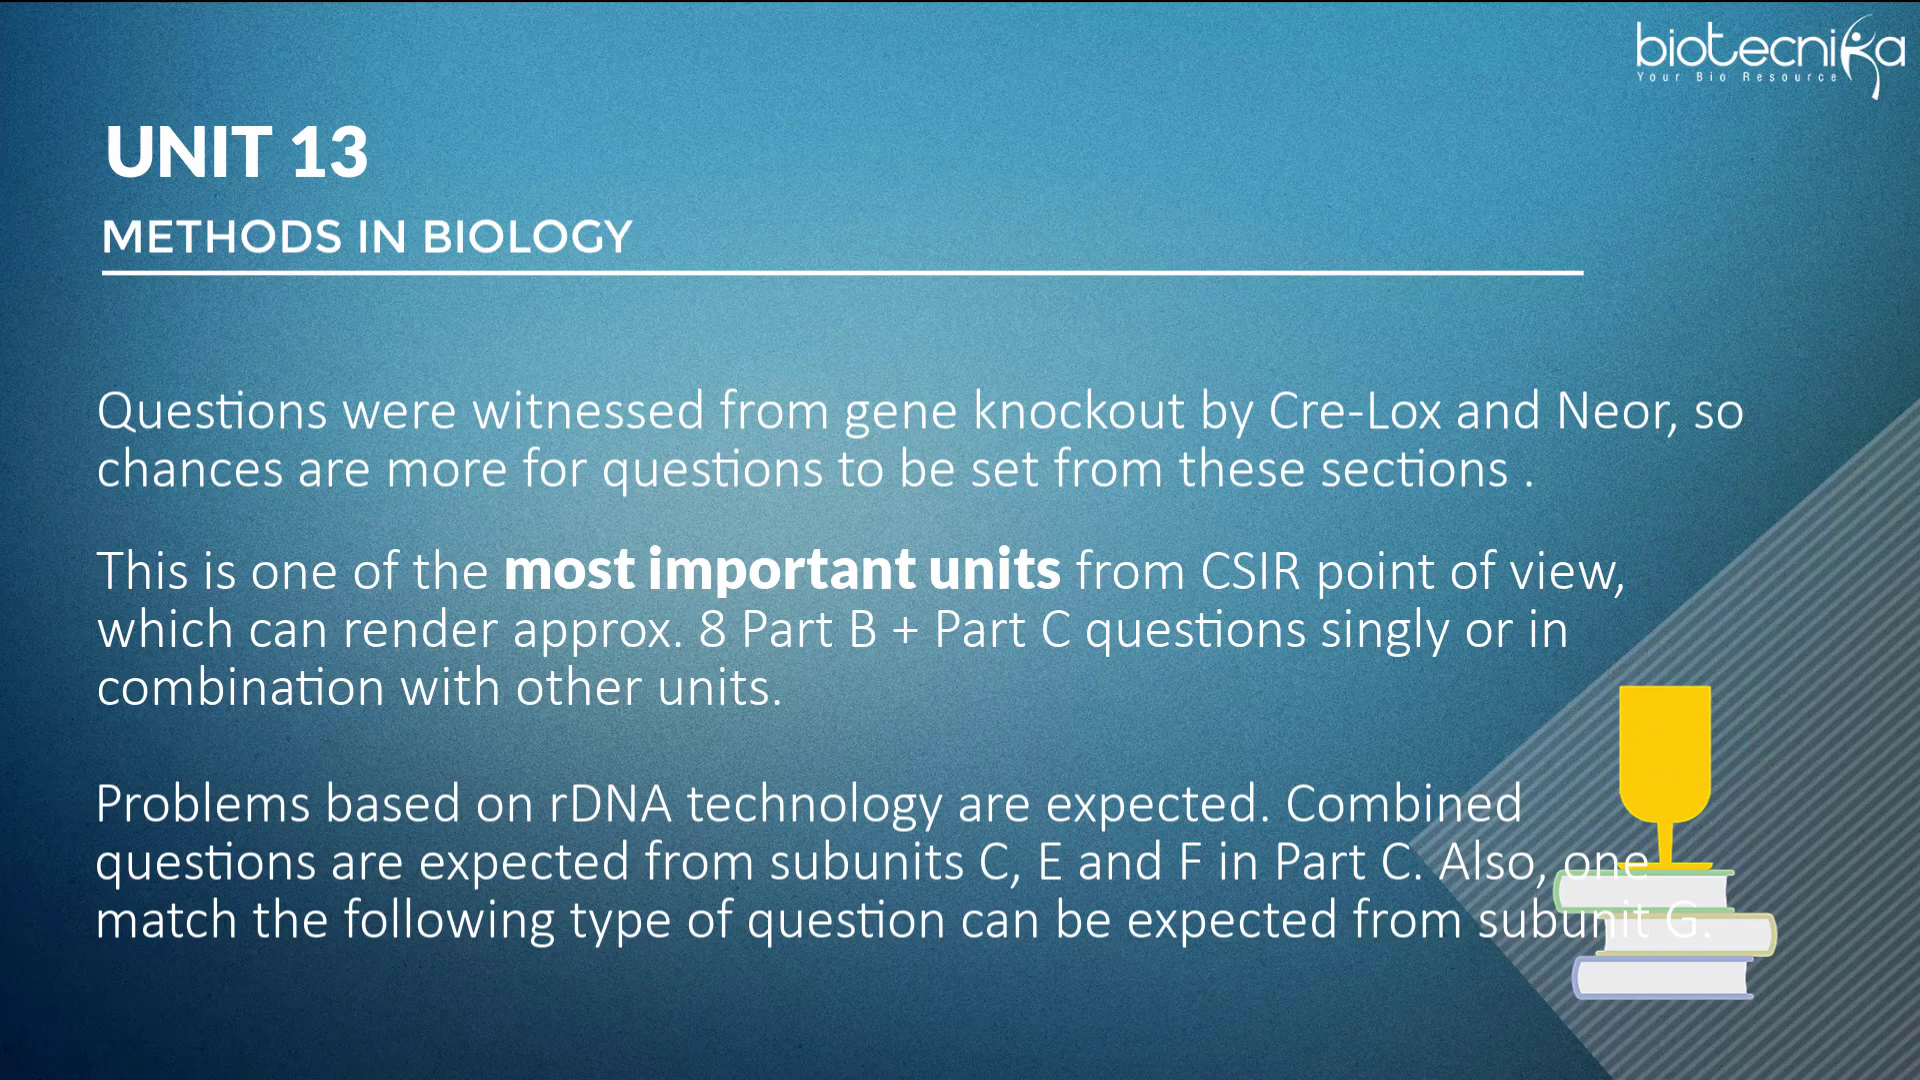 biotecnika
Your Bio Resource
UNIT 13
METHODS IN BIOLOGY
Questions were witnessed from gene knockout by Cre-Lox and Neor, so
chances are more for questions to be set from these sections .
This is one of the most important units from CSIR point of view,
which can render approx. 8 Part B + Part C questions singly or in
combination with other units.
Problems based on rDNA technology are expected. Combined
questions are expected from subunits C, E and F in Part C. Also, one
match the following type of question can be expected from subunit G.